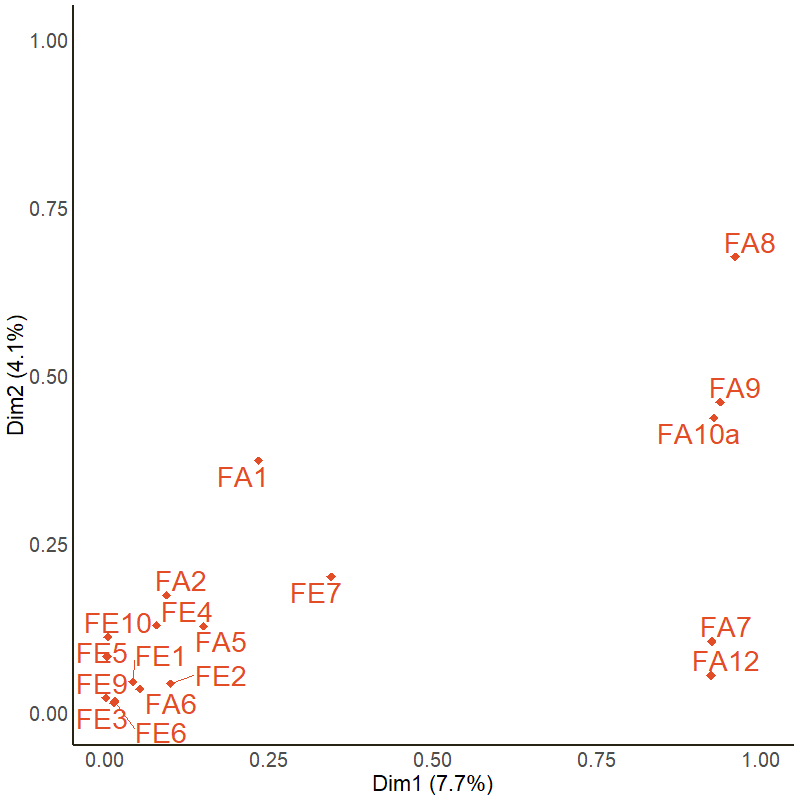 1.00
0.75
0.50
0.25
0.00
Dim2 (4.1%)
FA8
FA9
FA10a
FA1
FE7
FA2
FE4
FE10
FA5
FA7
FE5
FE1
FA12
FE9
FE2
FA6
FE3
FE6
0.00 0.25 0.50 0.75 1.00
Dim1 (7.7%)